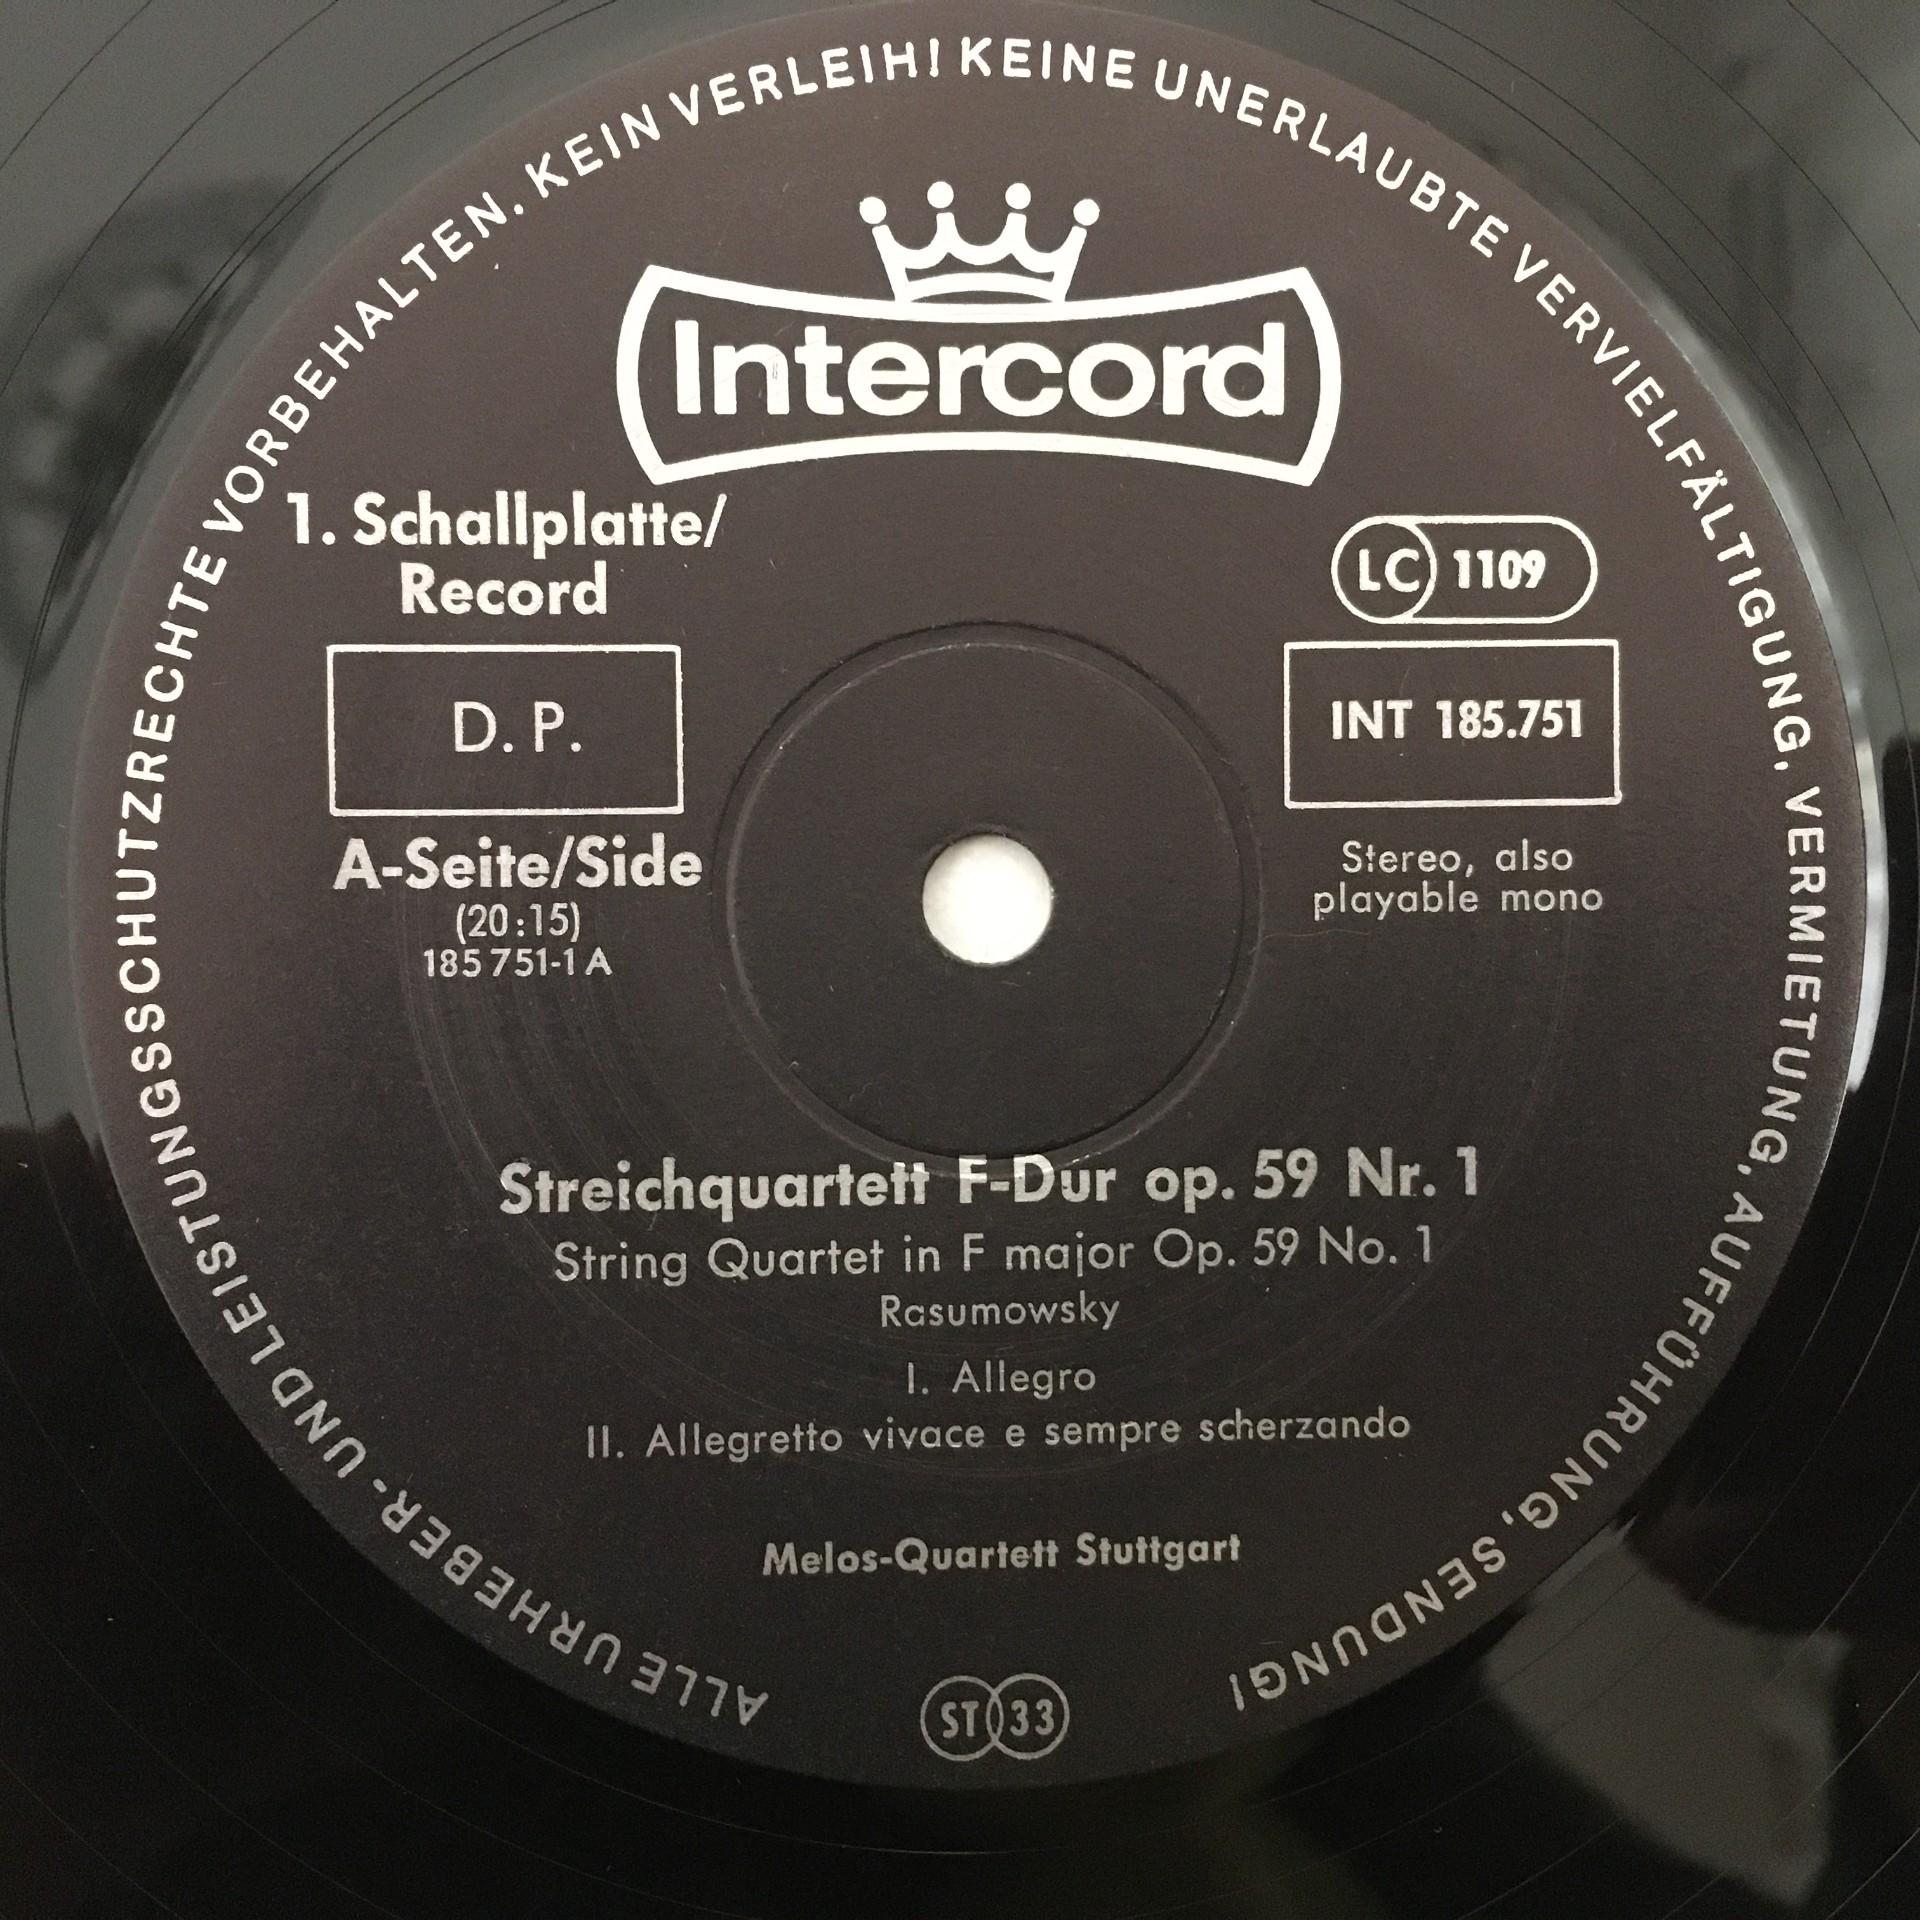 ALLE URHEBER- UND LEISTUNGSSCHUTZRECHTE VORBEHALTEN. KEIN VERLEIH! KEINE UNERLAUBTE VERVIELFÄLTIGUNG, VERMIETUNG, AUFFÜHRUNG, SENDUNG!
Intercord
1. Schallplatte/
Record
D. P.
A-Seite/Side
(20:15)
185 751-1 A
LC 1109
INT 185.751
Stereo, also
playable mono
Streichquartett F-Dur op. 59 Nr. 1
String Quartet in F major Op. 59 No. 1
Rasumowsky
I. Allegro
II. Allegretto vivace e sempre scherzando
Melos-Quartett Stuttgart
ST 33